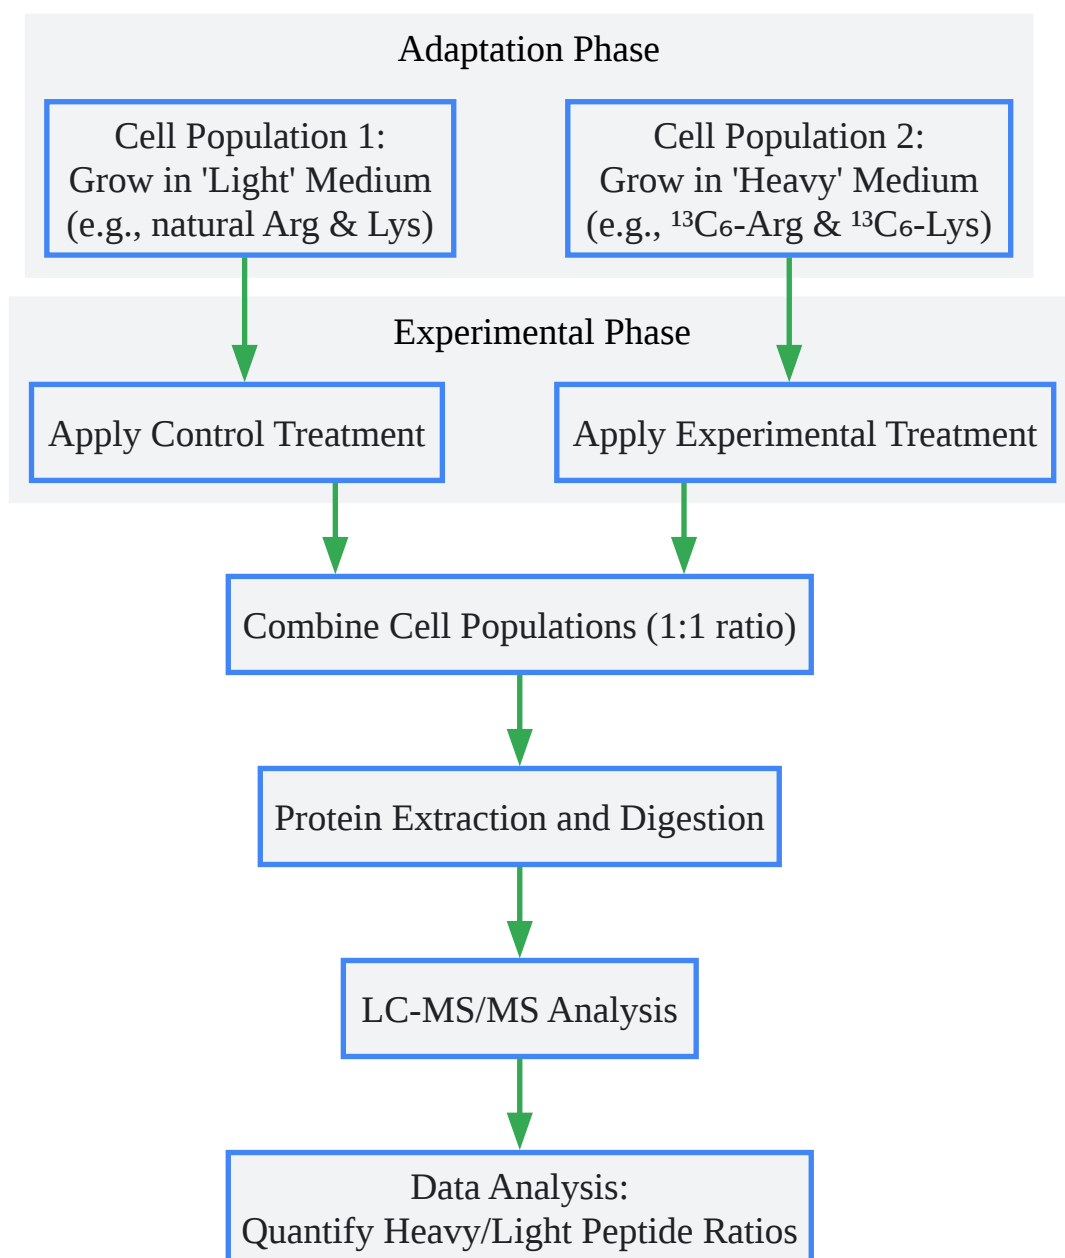 Adaptation Phase
Cell Population 1:
Grow in 'Light' Medium
(e.g., natural Arg & Lys)
Cell Population 2:
Grow in 'Heavy' Medium
(e.g., ¹³C₆-Arg & ¹³C₆-Lys)
Experimental Phase
Apply Control Treatment
Apply Experimental Treatment
Combine Cell Populations (1:1 ratio)
Protein Extraction and Digestion
LC-MS/MS Analysis
Data Analysis:
Quantify Heavy/Light Peptide Ratios